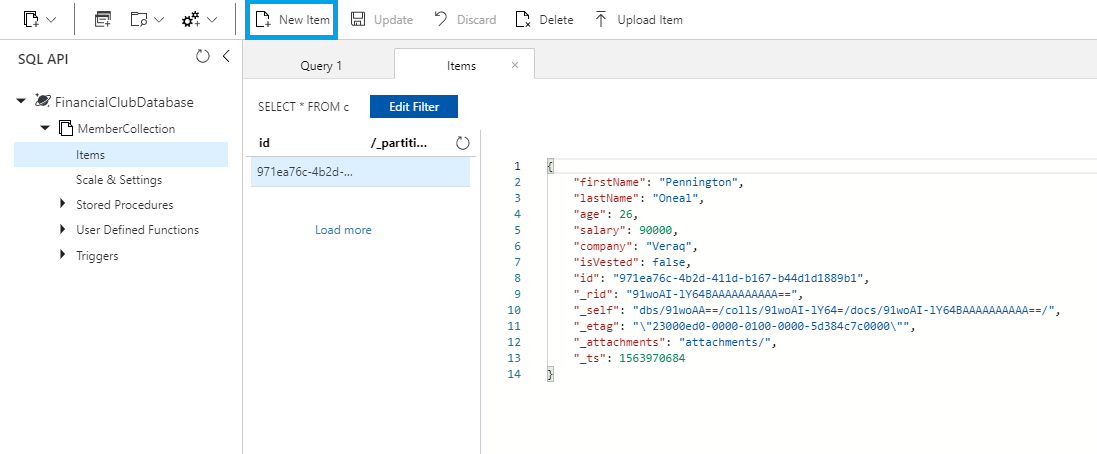 New Item Update Discard Delete Upload Item
SQL API
Query 1 Items ×
FinancialClubDatabase
MemberCollection
Items
Scale & Settings
Stored Procedures
User Defined Functions
Triggers
SELECT * FROM c Edit Filter
id /_partiti...
971ea76c-4b2d-...
Load more
1 {
2 "firstName": "Pennington",
3 "lastName": "Oneal",
4 "age": 26,
5 "salary": 90000,
6 "company": "Veraq",
7 "isVested": false,
8 "id": "971ea76c-4b2d-411d-b167-b44d1d1889b1",
9 "_rid": "91woAI-lY64BAAAAAAAAAA==",
10 "_self": "dbs/91woAA==/colls/91woAI-lY64=/docs/91woAI-lY64BAAAAAAAAAA==/",
11 "_etag": "\"23000ed0-0000-0100-0000-5d384c7c0000\"",
12 "_attachments": "attachments/",
13 "_ts": 1563970684
14 }